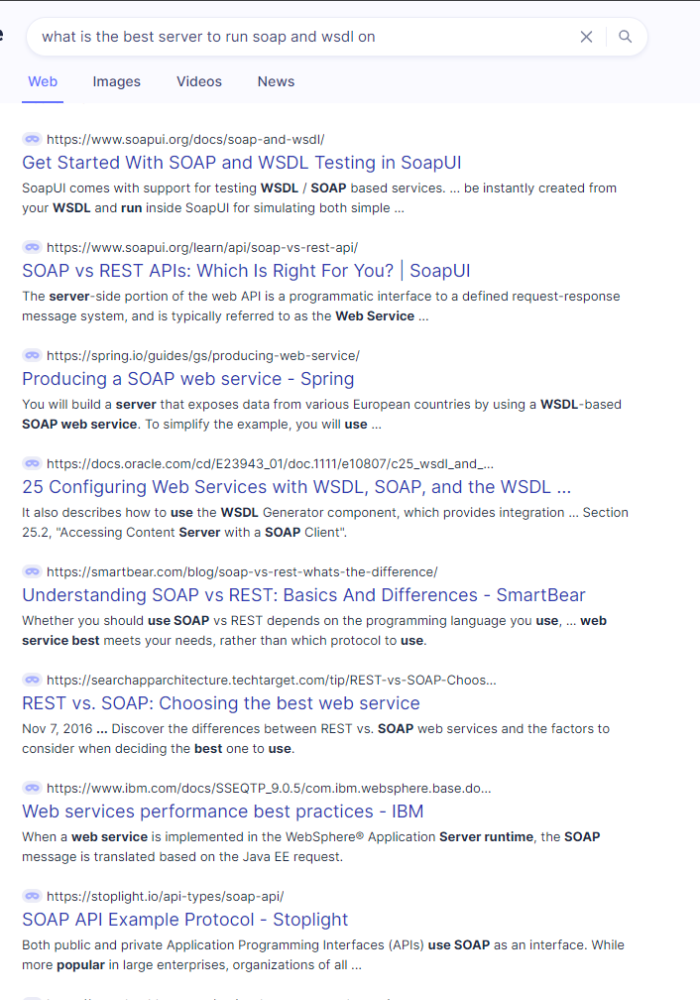 what is the best server to run soap and wsdl on
Web Images Videos News
https://www.soapui.org/docs/soap-and-wsdl/
Get Started With SOAP and WSDL Testing in SoapUI
SoapUI comes with support for testing WSDL / SOAP based services. ... be instantly created from
your WSDL and run inside SoapUI for simulating both simple ...
https://www.soapui.org/learn/api/soap-vs-rest-api/
SOAP vs REST APIs: Which Is Right For You? | SoapUI
The server-side portion of the web API is a programmatic interface to a defined request-response
message system, and is typically referred to as the Web Service ...
https://spring.io/guides/gs/producing-web-service/
Producing a SOAP web service - Spring
You will build a server that exposes data from various European countries by using a WSDL-based
SOAP web service. To simplify the example, you will use ...
https://docs.oracle.com/cd/E23943_01/doc.1111/e10807/c25_wsdl_and_...
25 Configuring Web Services with WSDL, SOAP, and the WSDL ...
It also describes how to use the WSDL Generator component, which provides integration ... Section
25.2, "Accessing Content Server with a SOAP Client".
https://smartbear.com/blog/soap-vs-rest-whats-the-difference/
Understanding SOAP vs REST: Basics And Differences - SmartBear
Whether you should use SOAP vs REST depends on the programming language you use, ... web
service best meets your needs, rather than which protocol to use.
https://searchapparchitecture.techtarget.com/tip/REST-vs-SOAP-Choos...
REST vs. SOAP: Choosing the best web service
Nov 7, 2016 ... Discover the differences between REST vs. SOAP web services and the factors to
consider when deciding the best one to use.
https://www.ibm.com/docs/SSEQTP_9.0.5/com.ibm.websphere.base.do...
Web services performance best practices - IBM
When a web service is implemented in the WebSphere® Application Server runtime, the SOAP
message is translated based on the Java EE request.
https://stoplight.io/api-types/soap-api/
SOAP API Example Protocol - Stoplight
Both public and private Application Programming Interfaces (APIs) use SOAP as an interface. While
more popular in large enterprises, organizations of all ...